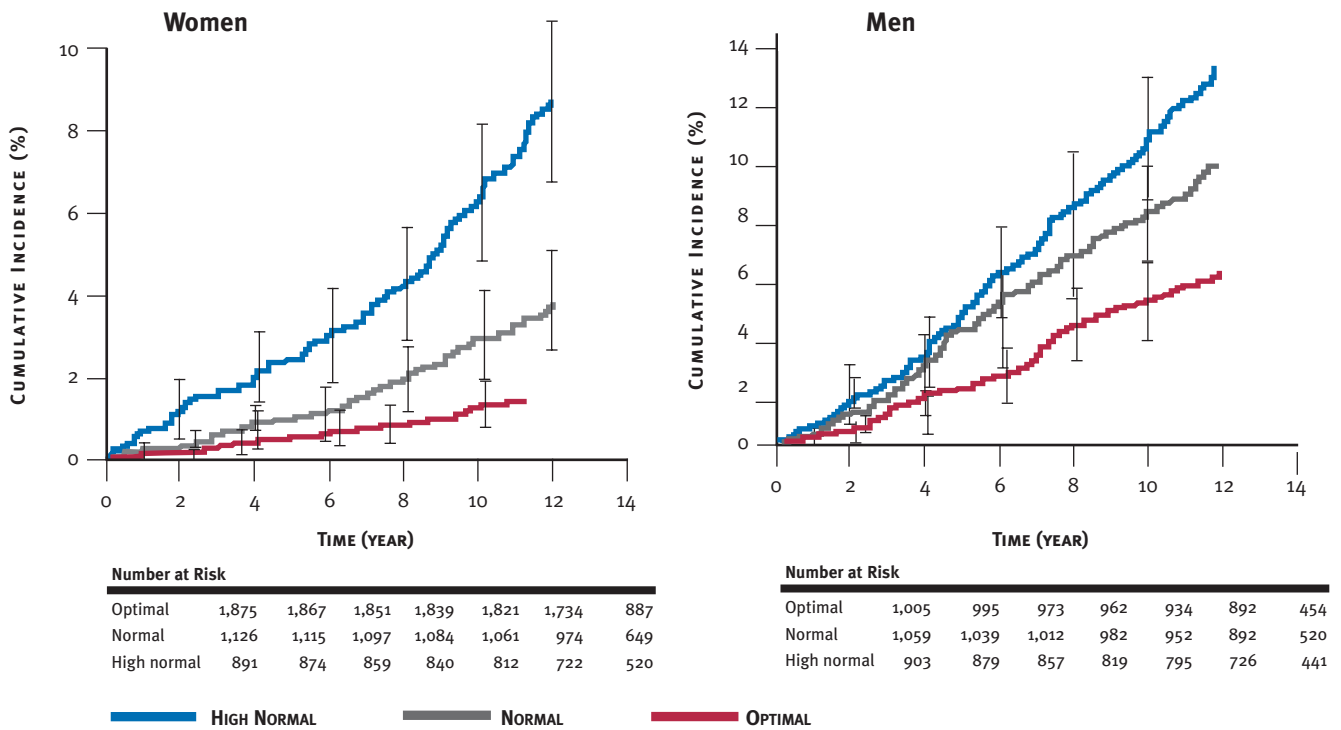 Women
Men
CUMULATIVE INCIDENCE (%)
10
8
6
4
2
0
0 2 4 6 8 10 12 14
TIME (YEAR)
CUMULATIVE INCIDENCE (%)
14
12
10
8
6
4
2
0
0 2 4 6 8 10 12 14
TIME (YEAR)
Number at Risk
Optimal 1,875 1,867 1,851 1,839 1,821 1,734 887
Normal 1,126 1,115 1,097 1,084 1,061 974 649
High normal 891 874 859 840 812 722 520
Number at Risk
Optimal 1,005 995 973 962 934 892 454
Normal 1,059 1,039 1,012 982 952 892 520
High normal 903 879 857 819 795 726 441
HIGH NORMAL NORMAL OPTIMAL